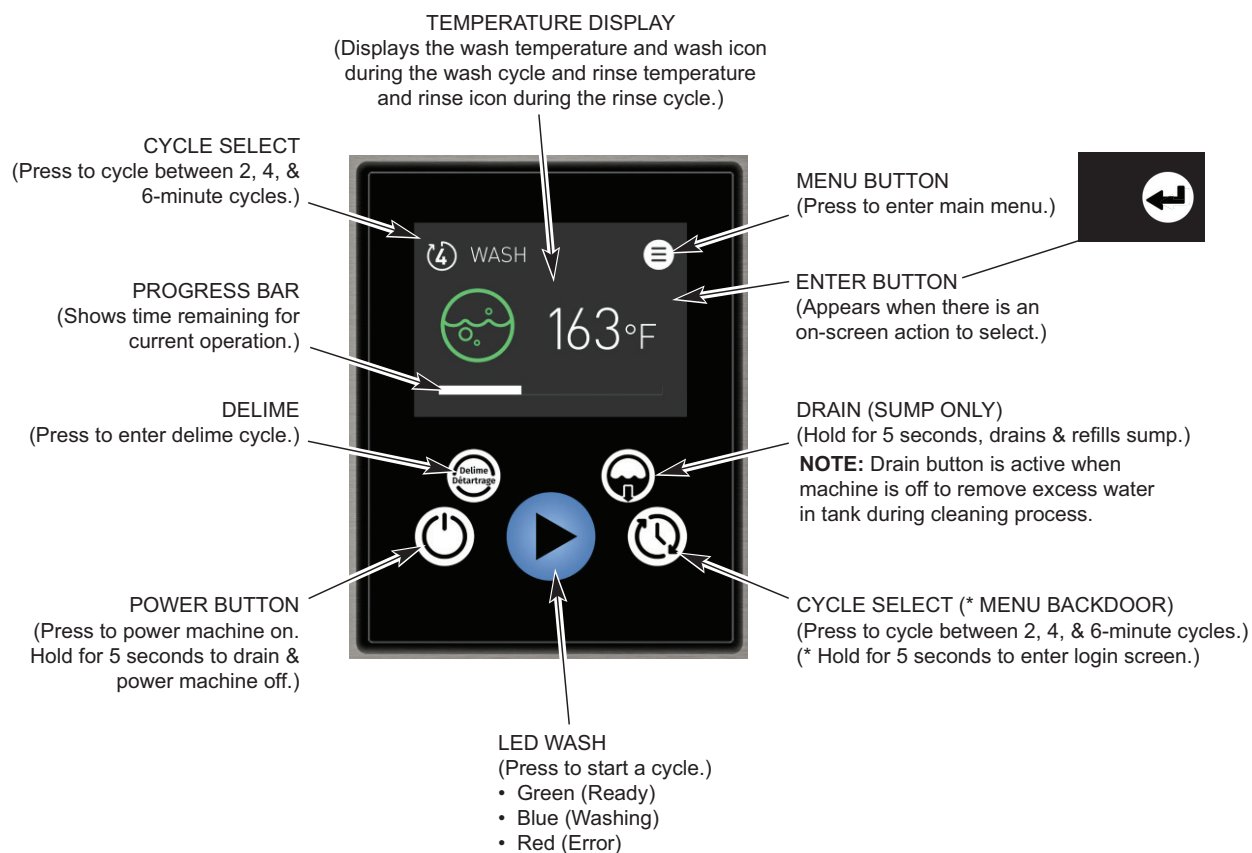 TEMPERATURE DISPLAY
(Displays the wash temperature and wash icon
during the wash cycle and rinse temperature
and rinse icon during the rinse cycle.)
CYCLE SELECT
(Press to cycle between 2, 4, &
6-minute cycles.)
PROGRESS BAR
(Shows time remaining for
current operation.)
DELIME
(Press to enter delime cycle.)
POWER BUTTON
(Press to power machine on.
Hold for 5 seconds to drain &
power machine off.)
4 WASH
163°F
Delime
Détartrage
MENU BUTTON
(Press to enter main menu.)
ENTER BUTTON
(Appears when there is an
on-screen action to select.)
DRAIN (SUMP ONLY)
(Hold for 5 seconds, drains & refills sump.)
NOTE: Drain button is active when
machine is off to remove excess water
in tank during cleaning process.
CYCLE SELECT (* MENU BACKDOOR)
(Press to cycle between 2, 4, & 6-minute cycles.)
(* Hold for 5 seconds to enter login screen.)
LED WASH
(Press to start a cycle.)
• Green (Ready)
• Blue (Washing)
• Red (Error)